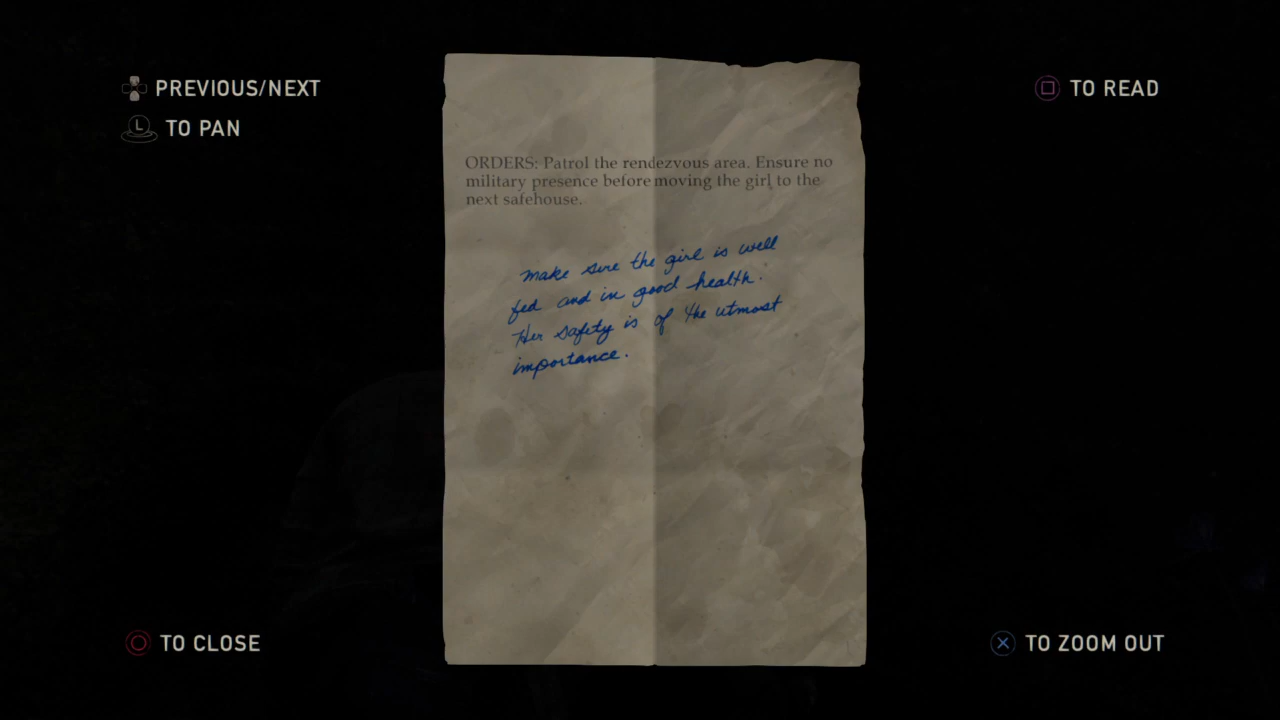 PREVIOUS/NEXT
L TO PAN
TO READ
ORDERS: Patrol the rendezvous area. Ensure no
military presence before moving the girl to the
next safehouse.
make sure the girl is well
fed and in good health.
Her safety is of the utmost
importance.
TO CLOSE
TO ZOOM OUT